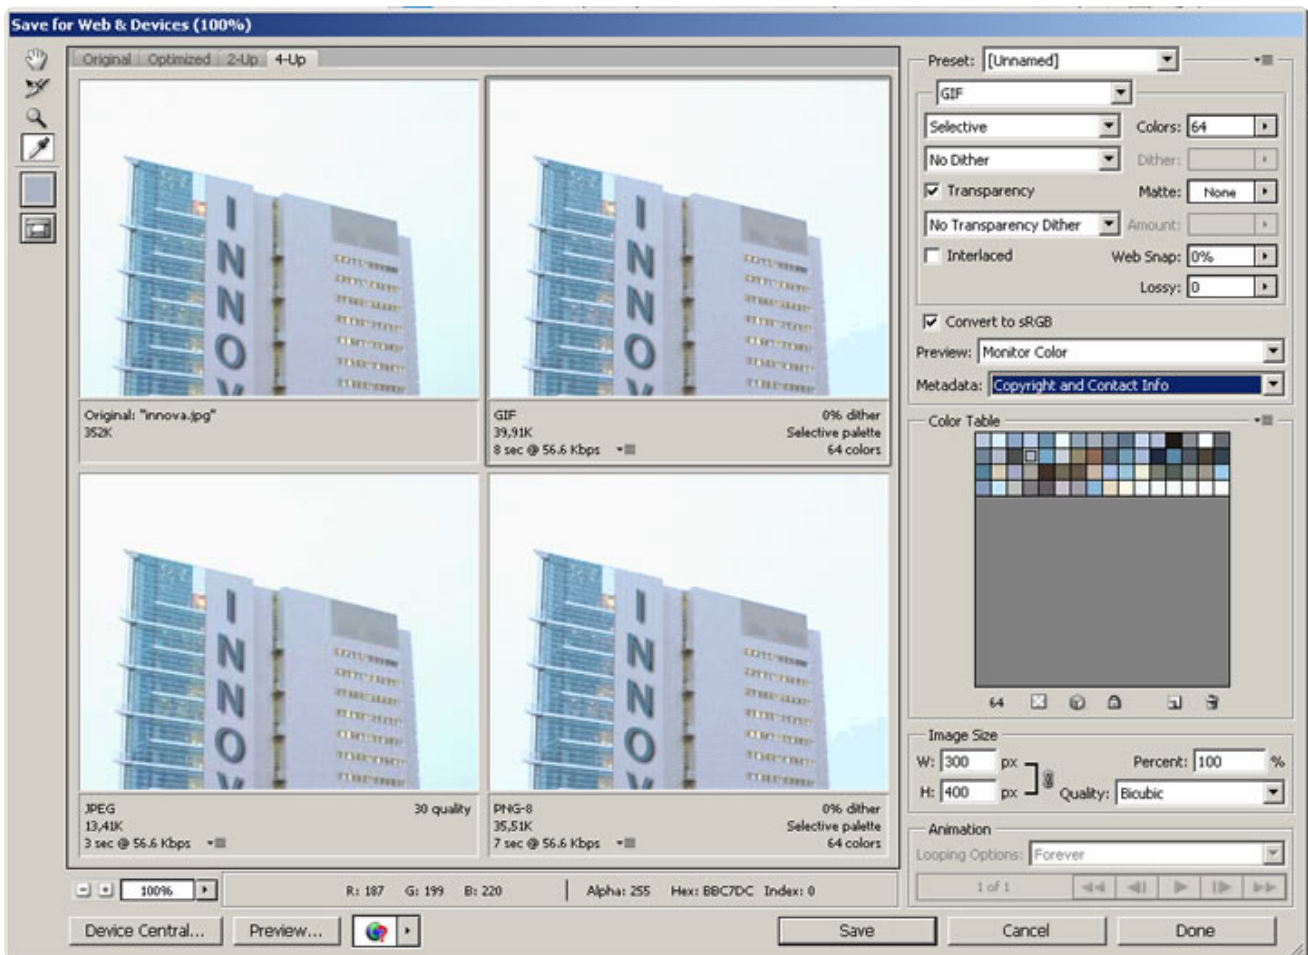 Save for Web & Devices (100%)
Original Optimized 2-Up 4-Up
INNOV
INNOV
Original: "innova.jpg"
352K
GIF 0% dither
39,91K Selective palette
8 sec @ 56.6 Kbps 64 colors
INNOV
INNOV
JPEG 30 quality
13,41K
3 sec @ 56.6 Kbps
PNG-8 0% dither
35,51K Selective palette
7 sec @ 56.6 Kbps 64 colors
100% R: 187 G: 199 B: 220 Alpha: 255 Hex: BBC7DC Index: 0
Device Central... Preview...
Preset: [Unnamed]
GIF
Selective Colors: 64
No Dither Dither:
Transparency Matte: None
No Transparency Dither Amount:
Interlaced Web Snap: 0%
Lossy: 0
Convert to sRGB
Preview: Monitor Color
Metadata: Copyright and Contact Info
Color Table
64
Image Size
W: 300 px Percent: 100 %
H: 400 px Quality: Bicubic
Animation
Looping Options: Forever
1 of 1
Save Cancel Done